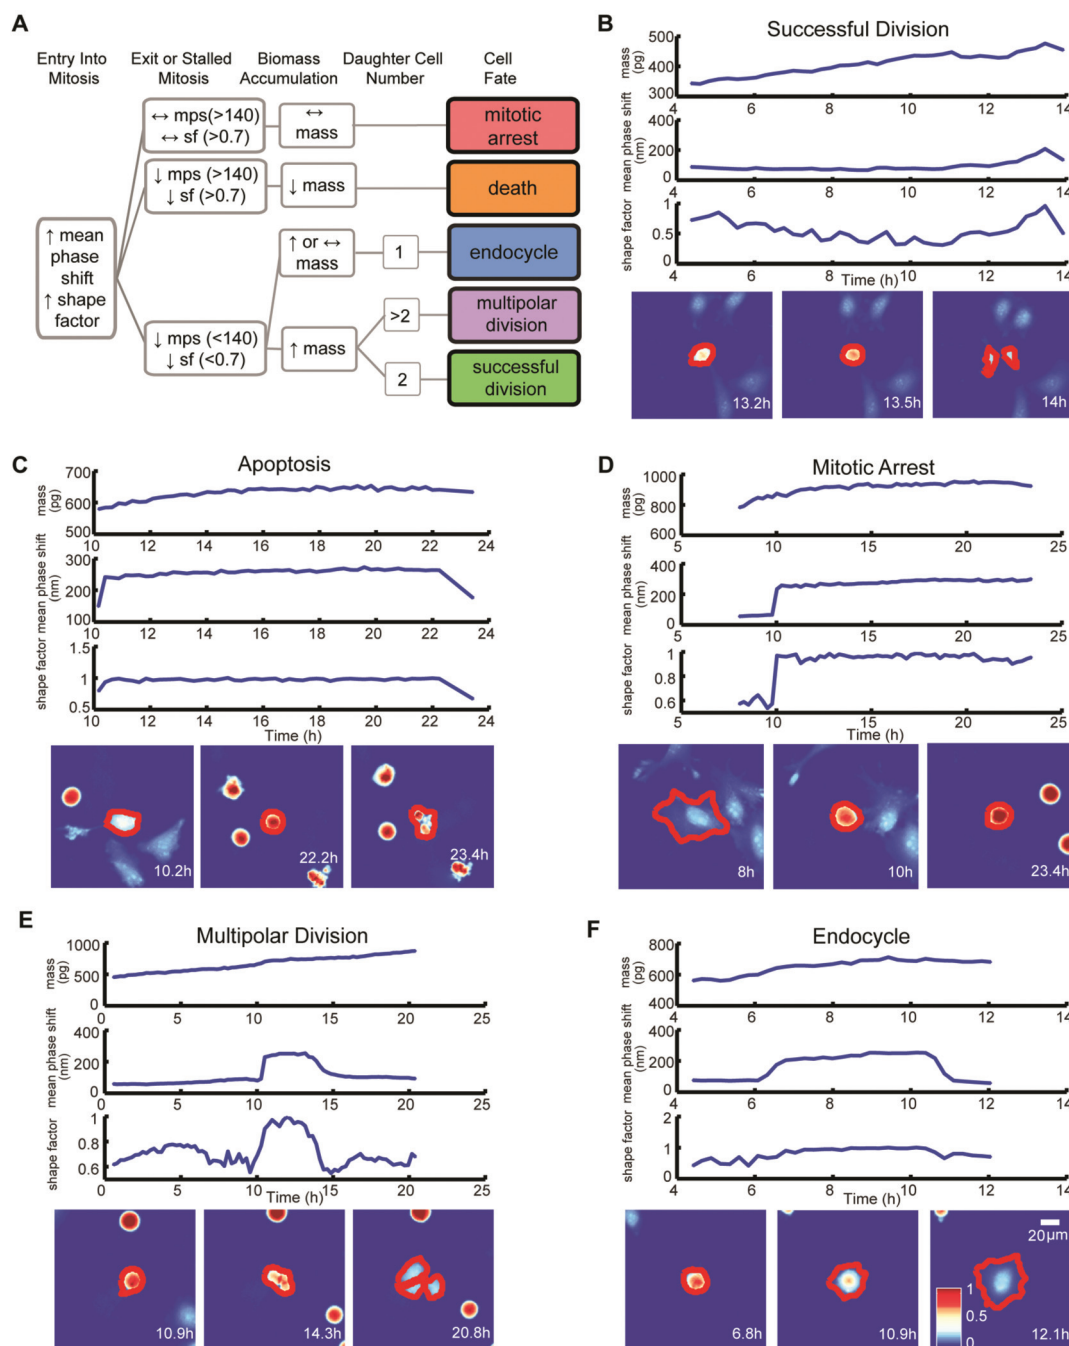 A
Entry Into
Mitosis
Exit or Stalled
Mitosis
Biomass
Accumulation
Daughter Cell
Number
Cell
Fate
↑ mean
phase
shift
↑ shape
factor
↔ mps(>140)
↔ sf (>0.7)
↔
mass
mitotic
arrest
↓ mps (>140)
↓ sf (>0.7)
↓ mass
death
↑ or ↔
mass
1
endocycle
↓ mps (<140)
↓ sf (<0.7)
↑ mass
>2
multipolar
division
2
successful
division
B
Successful Division
mass
(pg)
500
400
300
4 6 8 10 12 14
mean phase shift
(nm)
400
200
0
4 6 8 10 12 14
shape factor
1
0.5
0
4 6 8 10 12 14
Time (h)
13.2h
13.5h
14h
C
Apoptosis
mass
(pg)
700
600
500
10 12 14 16 18 20 22 24
mean phase shift
(nm)
300
200
100
10 12 14 16 18 20 22 24
shape factor
1.5
1
0.5
10 12 14 16 18 20 22 24
Time (h)
10.2h
22.2h
23.4h
D
Mitotic Arrest
mass
(pg)
1000
800
600
5 10 15 20 25
mean phase shift
(nm)
400
200
0
5 10 15 20 25
shape factor
1
0.8
0.6
5 10 15 20 25
Time (h)
8h
10h
23.4h
E
Multipolar Division
mass
(pg)
1000
500
0
0 5 10 15 20 25
mean phase shift
(nm)
400
200
0
0 5 10 15 20 25
shape factor
1
0.8
0.6
0 5 10 15 20 25
Time (h)
10.9h
14.3h
20.8h
F
Endocycle
mass
(pg)
800
600
400
4 6 8 10 12 14
mean phase shift
(nm)
400
200
0
4 6 8 10 12 14
shape factor
2
1
0
4 6 8 10 12 14
Time (h)
6.8h
10.9h
20µm
1
0.5
0
12.1h